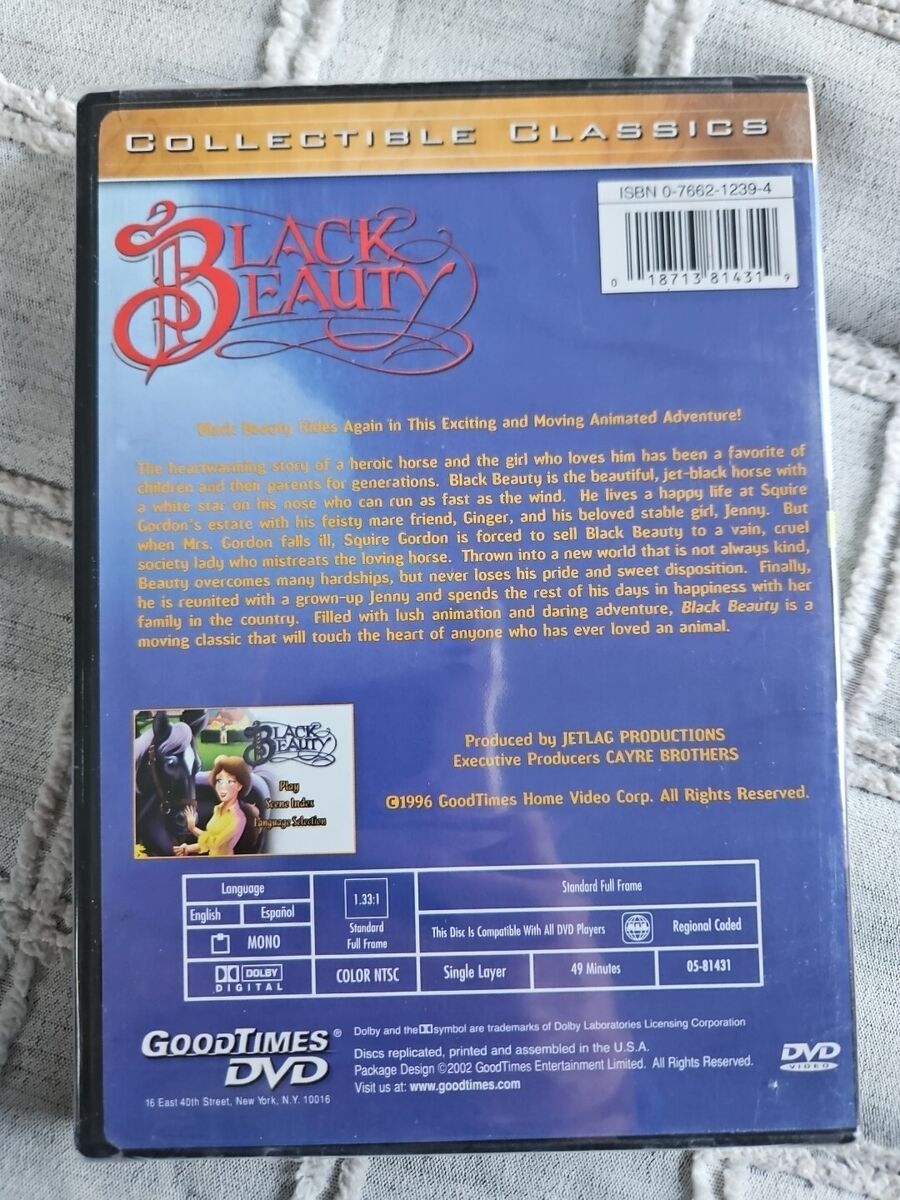 COLLECTIBLE CLASSICS
ISBN 0-7662-1239-4
0 18713 81431 9
BLACK
BEAUTY
Black Beauty Rides Again in This Exciting and Moving Animated Adventure!
The heartwarming story of a heroic horse and the girl who loves him has been a favorite of
children and their parents for generations. Black Beauty is the beautiful, jet-black horse with
a white star on his nose who can run as fast as the wind. He lives a happy life at Squire
Gordon's estate with his feisty mare friend, Ginger, and his beloved stable girl, Jenny. But
when Mrs. Gordon falls ill, Squire Gordon is forced to sell Black Beauty to a vain, cruel
society lady who mistreats the loving horse. Thrown into a new world that is not always kind,
Beauty overcomes many hardships, but never loses his pride and sweet disposition. Finally,
he is reunited with a grown-up Jenny and spends the rest of his days in happiness with her
family in the country. Filled with lush animation and daring adventure, Black Beauty is a
moving classic that will touch the heart of anyone who has ever loved an animal.
BLACK
BEAUTY
Play
Scene Index
Language Selection
Produced by JETLAG PRODUCTIONS
Executive Producers CAYRE BROTHERS
©1996 GoodTimes Home Video Corp. All Rights Reserved.
Language
English Español
MONO
DOLBY
DIGITAL
1.33:1
Standard
Full Frame
COLOR NTSC
Standard Full Frame
This Disc Is Compatible With All DVD Players
ALL
Regional Coded
Single Layer
49 Minutes
05-81431
GOODTIMES®
DVD
16 East 40th Street, New York, N.Y. 10016
Dolby and the DD symbol are trademarks of Dolby Laboratories Licensing Corporation
Discs replicated, printed and assembled in the U.S.A.
Package Design ©2002 GoodTimes Entertainment Limited. All Rights Reserved.
Visit us at: www.goodtimes.com
DVD
VIDEO